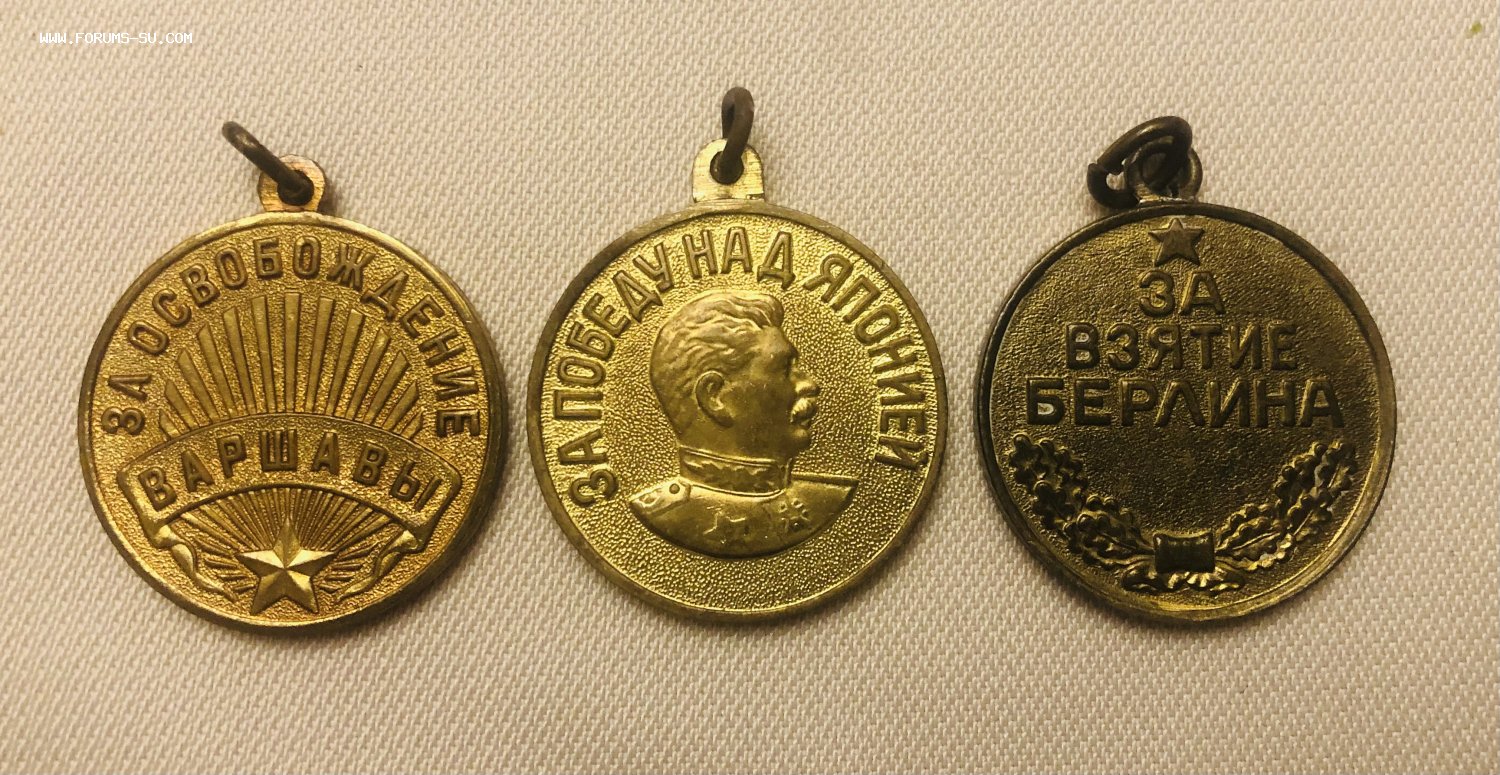 WWW.FORUMS-SU.COM
ЗА ОСВОБОЖДЕНИЕ
ВАРШАВЫ
ЗА ПОБЕДУ НАД ЯПОНИЕЙ
ЗА
ВЗЯТИЕ
БЕРЛИНА